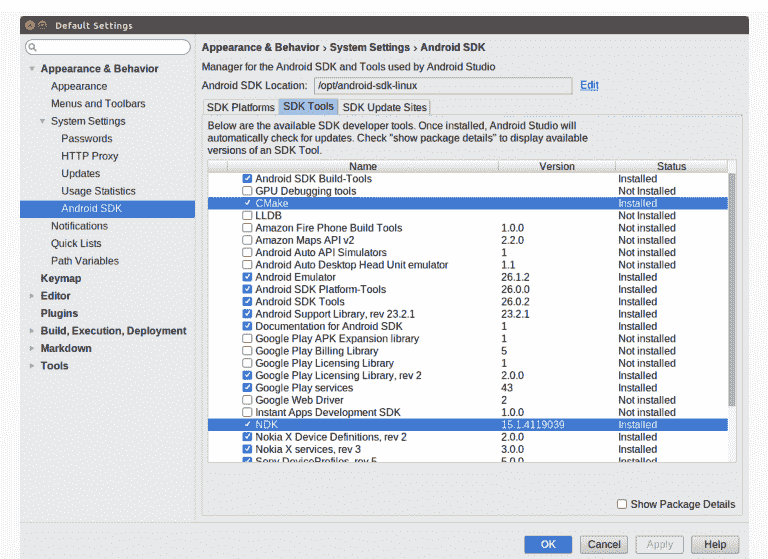 Default Settings
Appearance & Behavior › System Settings › Android SDK
Manager for the Android SDK and Tools used by Android Studio
Android SDK Location: /opt/android-sdk-linux Edit
SDK Platforms SDK Tools SDK Update Sites
Below are the available SDK developer tools. Once installed, Android Studio will
automatically check for updates. Check "show package details" to display available
versions of an SDK Tool.
Appearance & Behavior
Appearance
Menus and Toolbars
System Settings
Passwords
HTTP Proxy
Updates
Usage Statistics
Android SDK
Notifications
Quick Lists
Path Variables
Keymap
Editor
Plugins
Build, Execution, Deployment
Markdown
Tools
Name Version Status
Android SDK Build-Tools Installed
GPU Debugging tools Not Installed
CMake Installed
LLDB Not Installed
Amazon Fire Phone Build Tools 1.0.0 Not installed
Amazon Maps API v2 2.2.0 Not installed
Android Auto API Simulators 1 Not installed
Android Auto Desktop Head Unit emulator 1.1 Not installed
Android Emulator 26.1.2 Installed
Android SDK Platform-Tools 26.0.0 Installed
Android SDK Tools 26.0.2 Installed
Android Support Library, rev 23.2.1 23.2.1 Installed
Documentation for Android SDK 1 Installed
Google Play APK Expansion library 1 Not installed
Google Play Billing Library 5 Not installed
Google Play Licensing Library 1 Not installed
Google Play Licensing Library, rev 2 2.0.0 Installed
Google Play services 43 Installed
Google Web Driver 2 Not installed
Instant Apps Development SDK 1.0.0 Not installed
NDK 15.1.4119039 Installed
Nokia X Device Definitions, rev 2 2.0.0 Installed
Nokia X services, rev 3 3.0.0 Installed
Sony DeviceProfiles, rev 5 5.0.0 Installed
Show Package Details
OK Cancel Apply Help